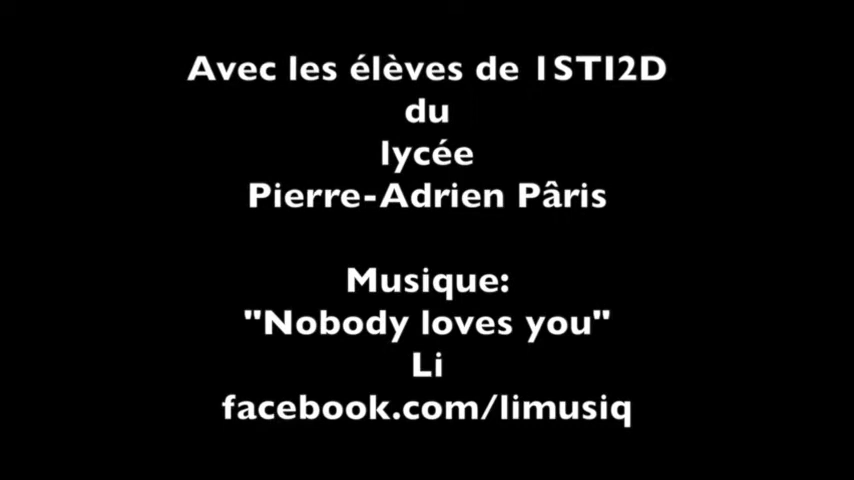 Avec les élèves de 1STI2D
du
lycée
Pierre-Adrien Pâris
Musique:
"Nobody loves you"
Li
facebook.com/limusiq